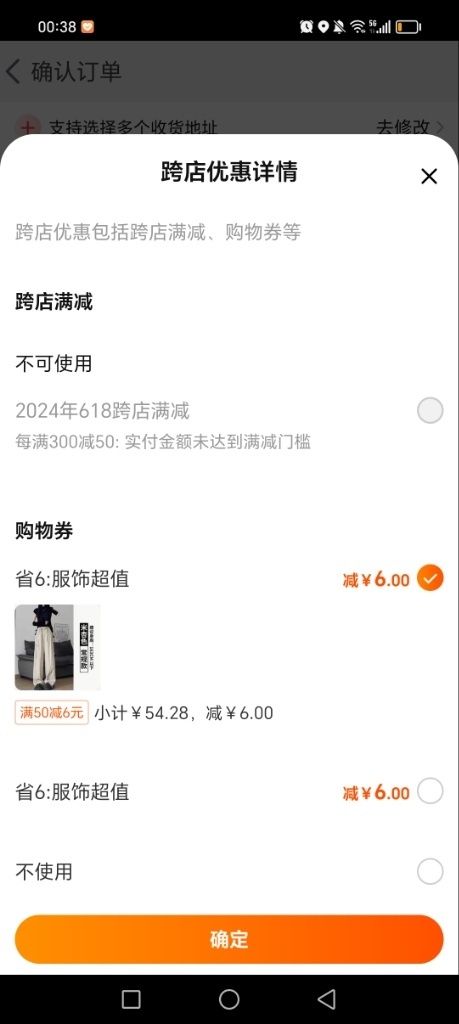 00:38
5G
确认订单
支持选择多个收货地址
去修改
跨店优惠详情
跨店优惠包括跨店满减、购物券等
跨店满减
不可使用
2024年618跨店满减
每满300减50: 实付金额未达到满减门槛
购物券
省6:服饰超值
减￥6.00
常规款
满50减6元 小计￥54.28，减￥6.00
省6:服饰超值
减￥6.00
不使用
确定